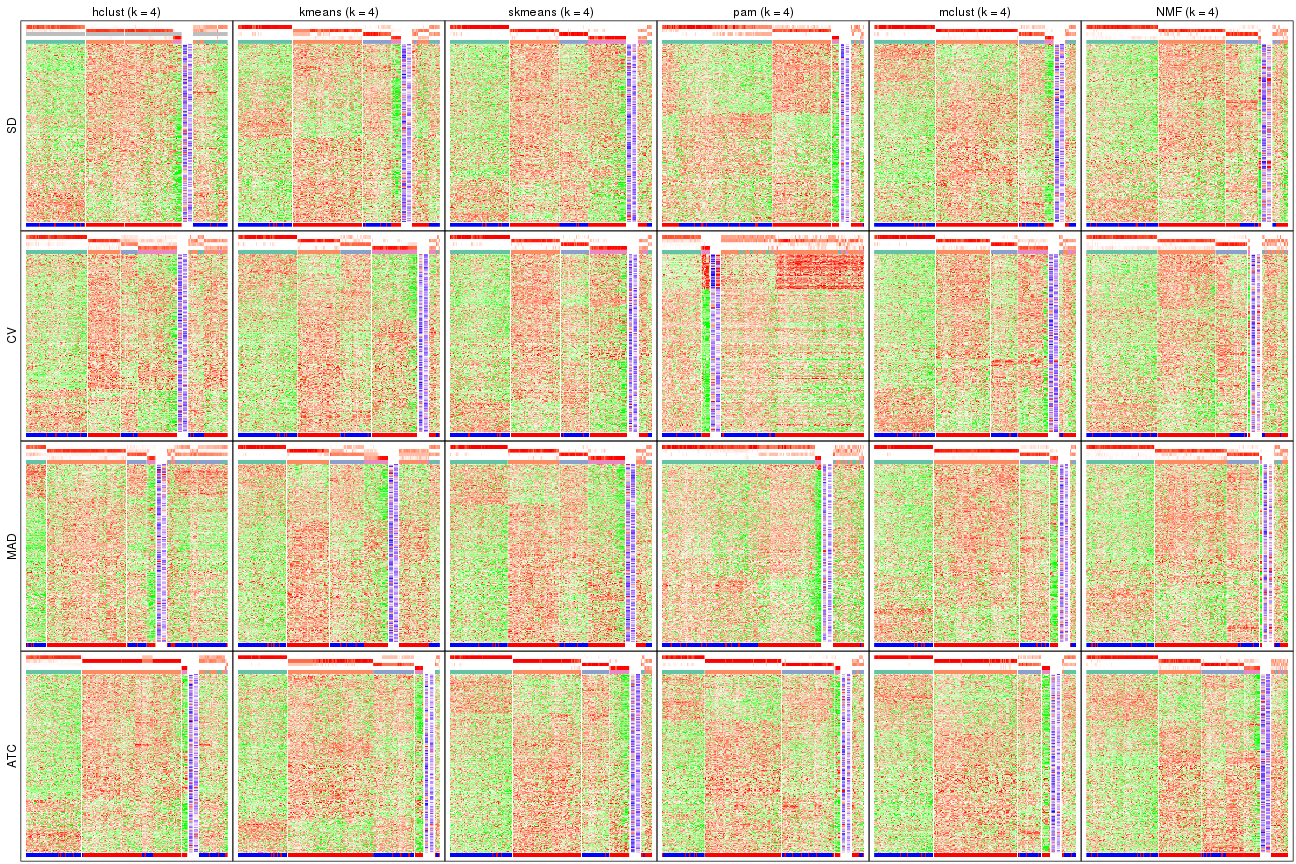 hclust (k = 4) kmeans (k = 4) skmeans (k = 4) pam (k = 4) mclust (k = 4) NMF (k = 4)
SD
CV
MAD
ATC